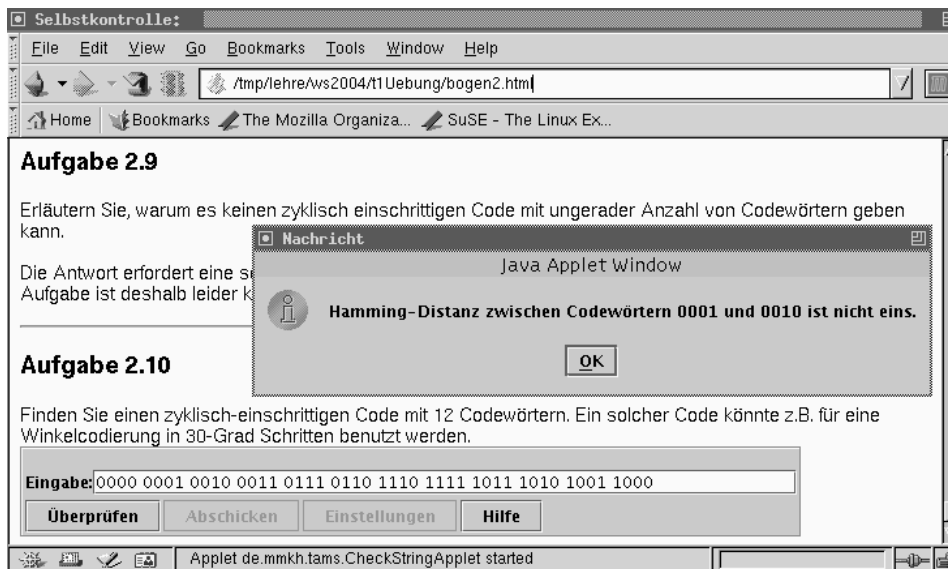 Selbstkontrolle:
File Edit View Go Bookmarks Tools Window Help
/tmp/lehre/ws2004/t1Uebung/bogen2.html
Home Bookmarks The Mozilla Organiza... SuSE - The Linux Ex...
Aufgabe 2.9
Erläutern Sie, warum es keinen zyklisch einschrittigen Code mit ungerader Anzahl von Codewörtern geben
kann.
Die Antwort erfordert eine
Aufgabe ist deshalb leider
Nachricht
Java Applet Window
Hamming-Distanz zwischen Codewörtern 0001 und 0010 ist nicht eins.
OK
Aufgabe 2.10
Finden Sie einen zyklisch-einschrittigen Code mit 12 Codewörtern. Ein solcher Code könnte z.B. für eine
Winkelcodierung in 30-Grad Schritten benutzt werden.
Eingabe: 0000 0001 0010 0011 0111 0110 1110 1111 1011 1010 1001 1000
Überprüfen Abschicken Einstellungen Hilfe
Applet de.mmkh.tams.CheckStringApplet started